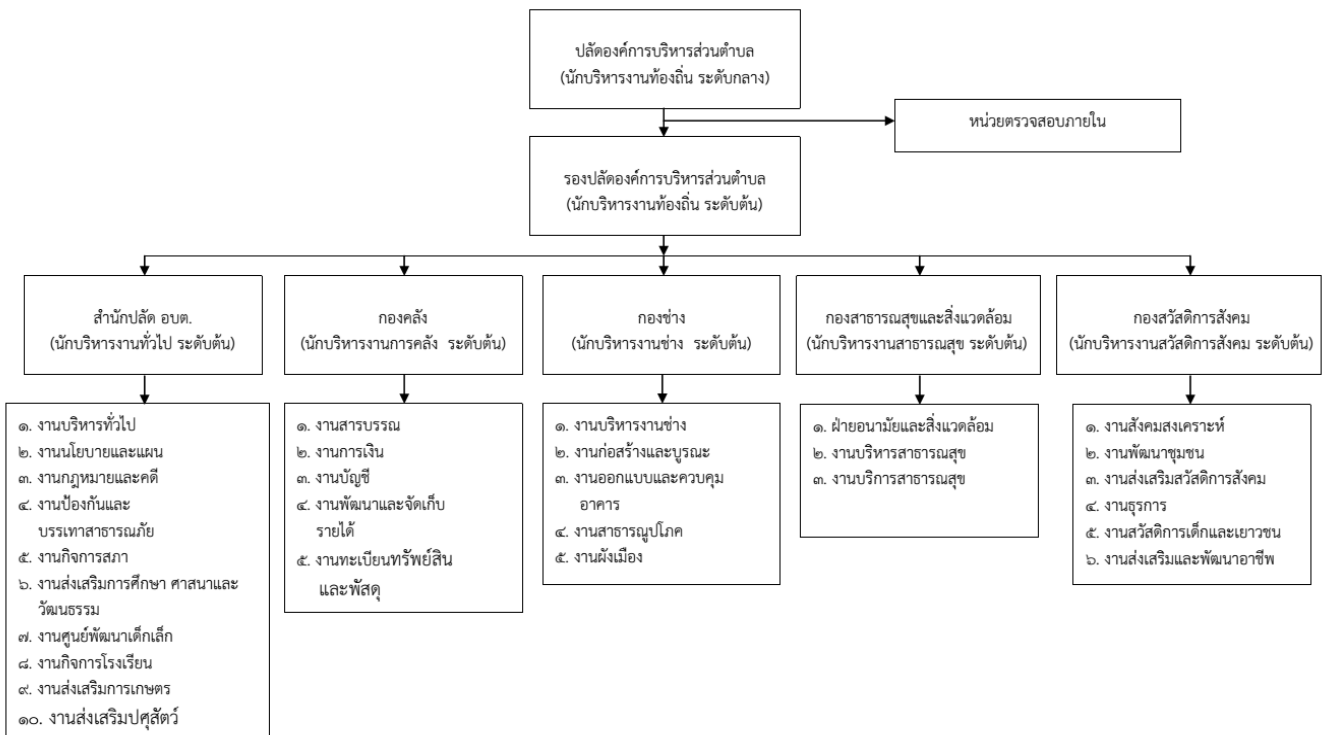 ปลัดองค์การบริหารส่วนตำบล
(นักบริหารงานท้องถิ่น ระดับกลาง)
หน่วยตรวจสอบภายใน
รองปลัดองค์การบริหารส่วนตำบล
(นักบริหารงานท้องถิ่น ระดับต้น)
สำนักปลัด อบต.
(นักบริหารงานทั่วไป ระดับต้น)
กองคลัง
(นักบริหารงานการคลัง ระดับต้น)
กองช่าง
(นักบริหารงานช่าง ระดับต้น)
กองสาธารณสุขและสิ่งแวดล้อม
(นักบริหารงานสาธารณสุข ระดับต้น)
กองสวัสดิการสังคม
(นักบริหารงานสวัสดิการสังคม ระดับต้น)
๑. งานบริหารทั่วไป
๒. งานนโยบายและแผน
๓. งานกฎหมายและคดี
๔. งานป้องกันและ
บรรเทาสาธารณภัย
๕. งานกิจการสภา
๖. งานส่งเสริมการศึกษา ศาสนาและ
วัฒนธรรม
๗. งานศูนย์พัฒนาเด็กเล็ก
๘. งานกิจการโรงเรียน
๙. งานส่งเสริมการเกษตร
๑๐. งานส่งเสริมปศุสัตว์
๑. งานสารบรรณ
๒. งานการเงิน
๓. งานบัญชี
๔. งานพัฒนาและจัดเก็บ
รายได้
๕. งานทะเบียนทรัพย์สิน
และพัสดุ
๑. งานบริหารงานช่าง
๒. งานก่อสร้างและบูรณะ
๓. งานออกแบบและควบคุม
อาคาร
๔. งานสาธารณูปโภค
๕. งานผังเมือง
๑. ฝ่ายอนามัยและสิ่งแวดล้อม
๒. งานบริหารสาธารณสุข
๓. งานบริการสาธารณสุข
๑. งานสังคมสงเคราะห์
๒. งานพัฒนาชุมชน
๓. งานส่งเสริมสวัสดิการสังคม
๔. งานธุรการ
๕. งานสวัสดิการเด็กและเยาวชน
๖. งานส่งเสริมและพัฒนาอาชีพ